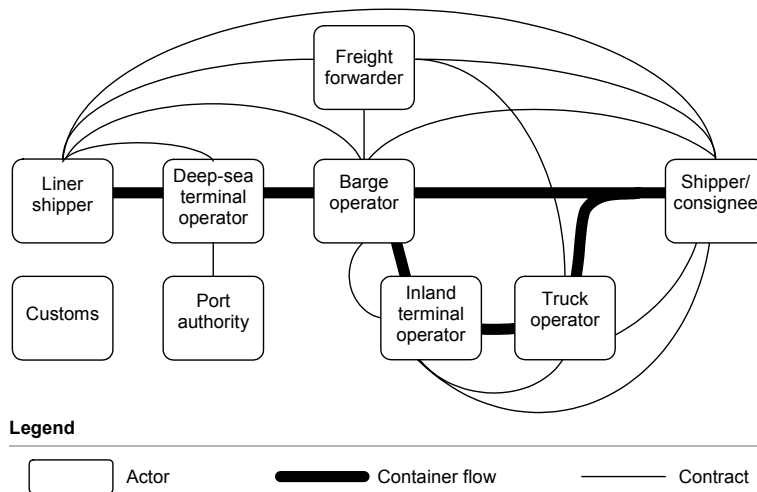 Freight
forwarder
Liner
shipper
Deep-sea
terminal
operator
Barge
operator
Shipper/
consignee
Customs
Port
authority
Inland
terminal
operator
Truck
operator
Legend
Actor
Container flow
Contract